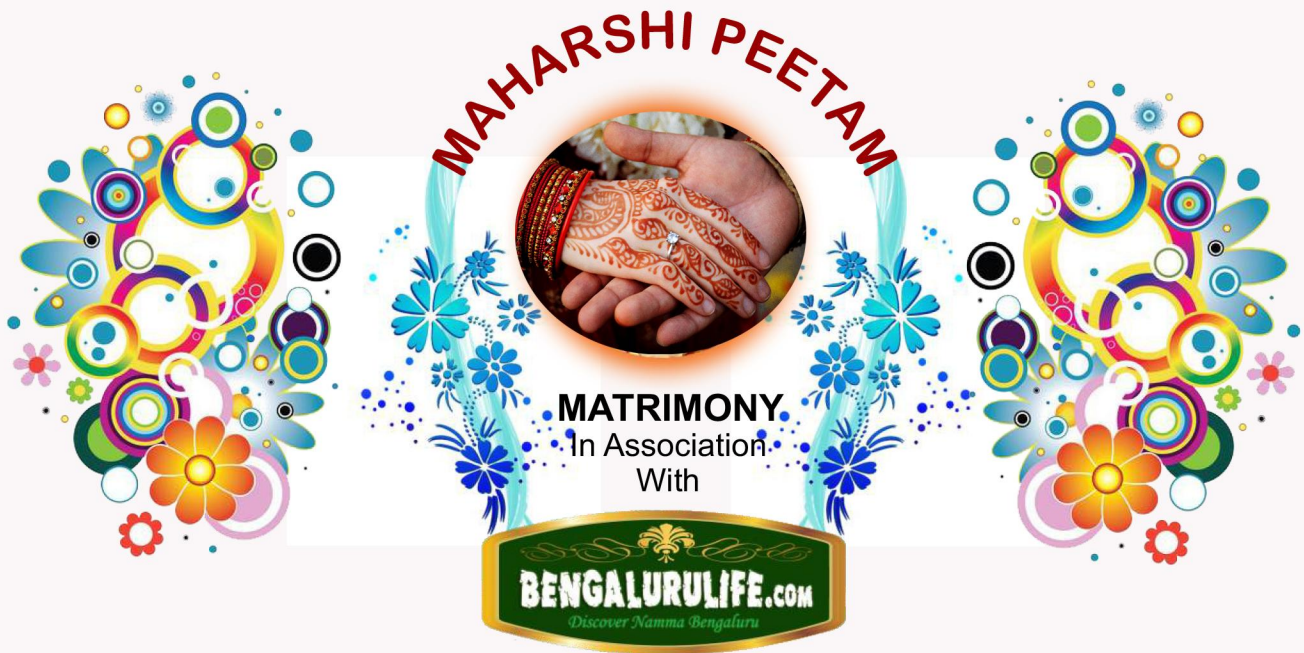 MAHARSHI PEETAM
MATRIMONY
In Association
With
BENGALURULIFE.COM
Discover Namma Bengaluru